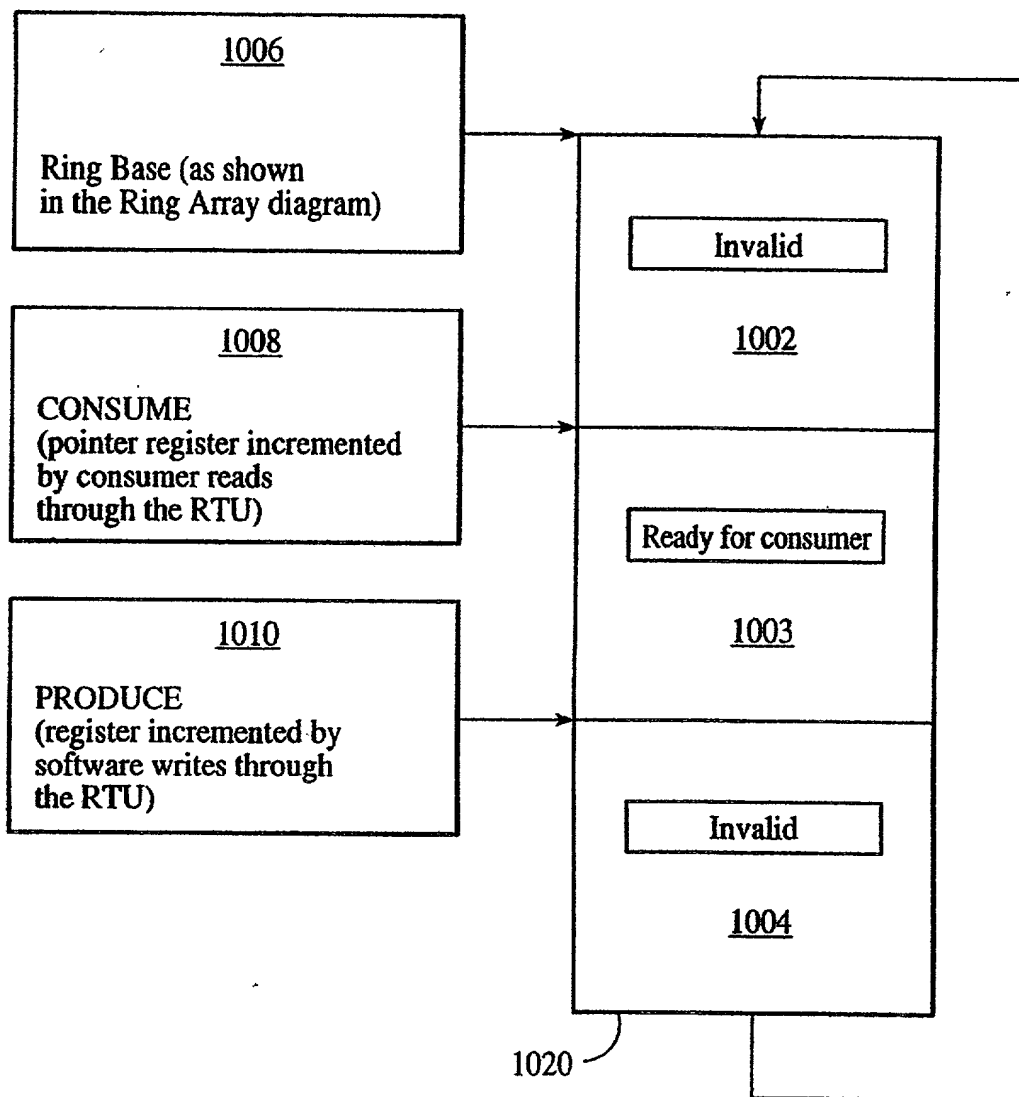 1006
Ring Base (as shown
in the Ring Array diagram)
Invalid
1002
1008
CONSUME
(pointer register incremented
by consumer reads
through the RTU)
Ready for consumer
1003
1010
PRODUCE
(register incremented by
software writes through
the RTU)
Invalid
1004
1020